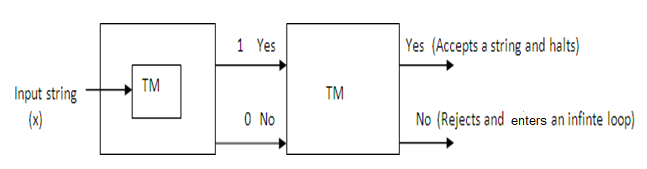 Input string
(x)
TM
1 Yes
0 No
TM
Yes (Accepts a string and halts)
No (Rejects and enters an infinte loop)